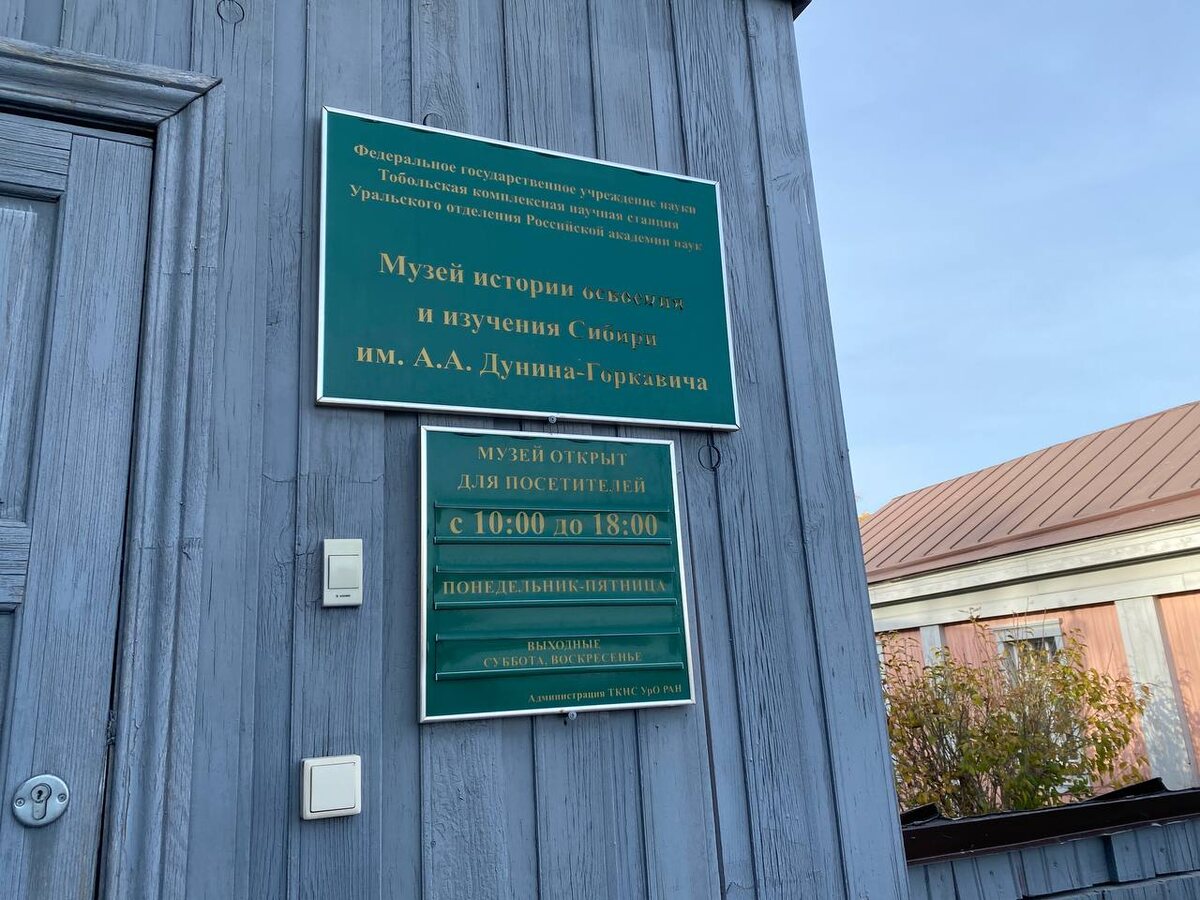 Федеральное государственное учреждение науки
Тобольская комплексная научная станция
Уральского отделения Российской академии наук
Музей истории освоения
и изучения Сибири
им. А.А. Дунина-Горкавича
МУЗЕЙ ОТКРЫТ
ДЛЯ ПОСЕТИТЕЛЕЙ
с 10:00 до 18:00
ПОНЕДЕЛЬНИК-ПЯТНИЦА
ВЫХОДНЫЕ
СУББОТА, ВОСКРЕСЕНЬЕ
Администрация ТКНС УрО РАН